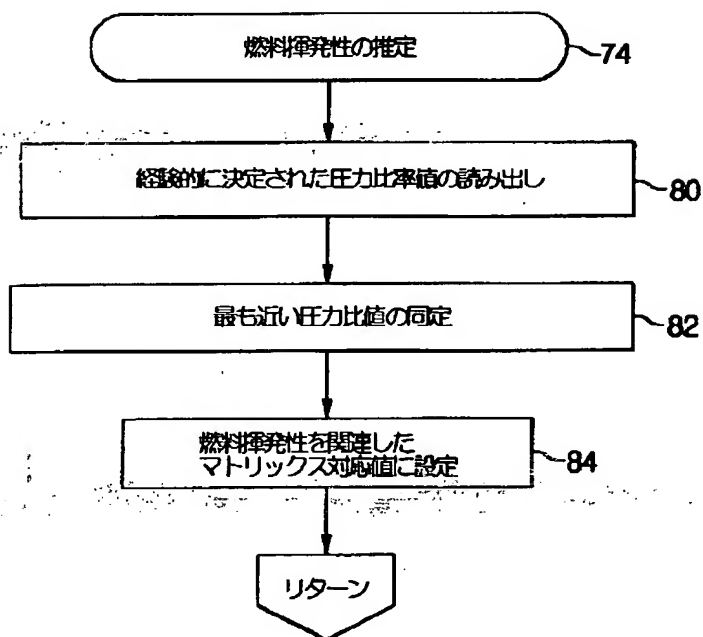 燃料揮発性の推定
74
経験的に決定された圧力比率値の読み出し
80
最も近い圧力比値の同定
82
燃料揮発性を関連した
マトリックス対応値に設定
84
リターン